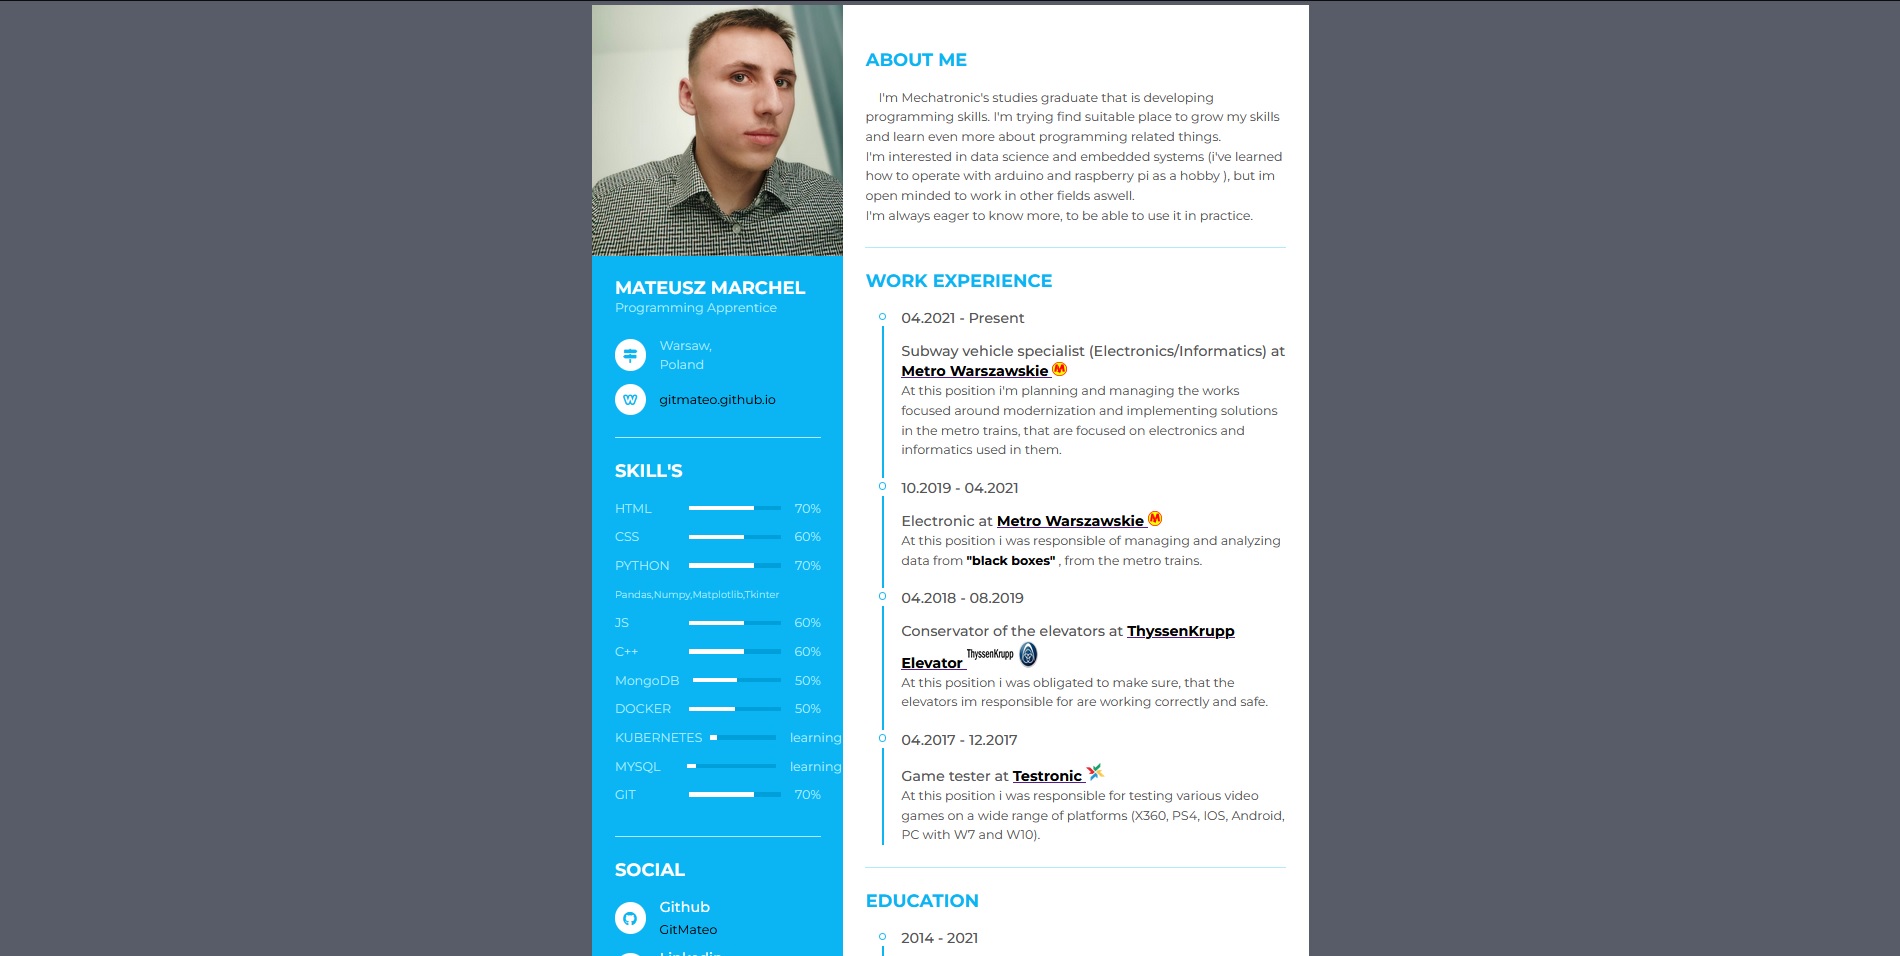 MATEUSZ MARCHEL
Programming Apprentice
Warsaw,
Poland
gitmateo.github.io
SKILL'S
HTML 70%
CSS 60%
PYTHON 70%
Pandas,Numpy,Matplotlib,Tkinter
JS 60%
C++ 60%
MongoDB 50%
DOCKER 50%
KUBERNETES learning
MYSQL learning
GIT 70%
SOCIAL
Github
GitMateo
Linkedin
ABOUT ME
I'm Mechatronic's studies graduate that is developing
programming skills. I'm trying find suitable place to grow my skills
and learn even more about programming related things.
I'm interested in data science and embedded systems (i've learned
how to operate with arduino and raspberry pi as a hobby ), but im
open minded to work in other fields aswell.
I'm always eager to know more, to be able to use it in practice.
WORK EXPERIENCE
04.2021 - Present
Subway vehicle specialist (Electronics/Informatics) at
Metro Warszawskie M
At this position i'm planning and managing the works
focused around modernization and implementing solutions
in the metro trains, that are focused on electronics and
informatics used in them.
10.2019 - 04.2021
Electronic at Metro Warszawskie M
At this position i was responsible of managing and analyzing
data from "black boxes" , from the metro trains.
04.2018 - 08.2019
Conservator of the elevators at ThyssenKrupp
Elevator ThyssenKrupp
At this position i was obligated to make sure, that the
elevators im responsible for are working correctly and safe.
04.2017 - 12.2017
Game tester at Testronic
At this position i was responsible for testing various video
games on a wide range of platforms (X360, PS4, IOS, Android,
PC with W7 and W10).
EDUCATION
2014 - 2021